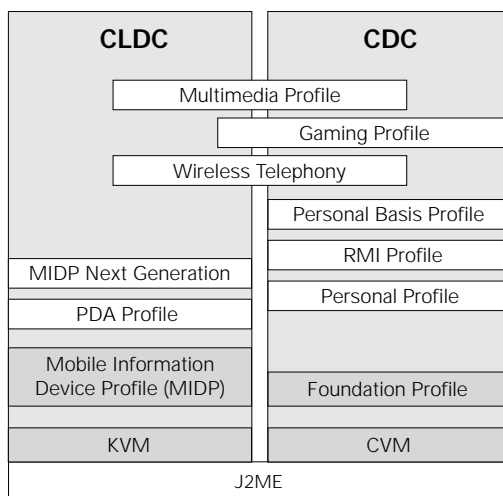 CLDC
CDC
Multimedia Profile
Gaming Profile
Wireless Telephony
Personal Basis Profile
RMI Profile
MIDP Next Generation
Personal Profile
PDA Profile
Mobile Information
Device Profile (MIDP)
Foundation Profile
KVM
CVM
J2ME